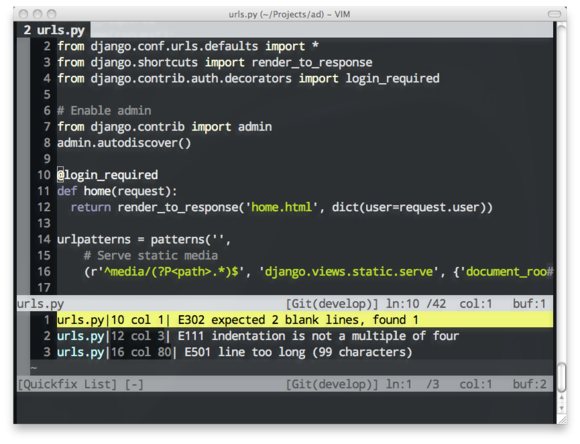 urls.py (~/Projects/ad) – VIM
2 urls.py
2 from django.conf.urls.defaults import *
3 from django.shortcuts import render_to_response
4 from django.contrib.auth.decorators import login_required
5
6 # Enable admin
7 from django.contrib import admin
8 admin.autodiscover()
9
10 @login_required
11 def home(request):
12   return render_to_response('home.html', dict(user=request.user))
13
14 urlpatterns = patterns('',
15     # Serve static media
16     (r'^media/(?P<path>.*)$', 'django.views.static.serve', {'document_roo#
17
urls.py [Git(develop)] ln:10 /42 col:1 buf:1
1 urls.py|10 col 1| E302 expected 2 blank lines, found 1
2 urls.py|12 col 3| E111 indentation is not a multiple of four
3 urls.py|16 col 80| E501 line too long (99 characters)
~
[Quickfix List] [-] [Git(develop)] ln:1 /3 col:1 buf:2